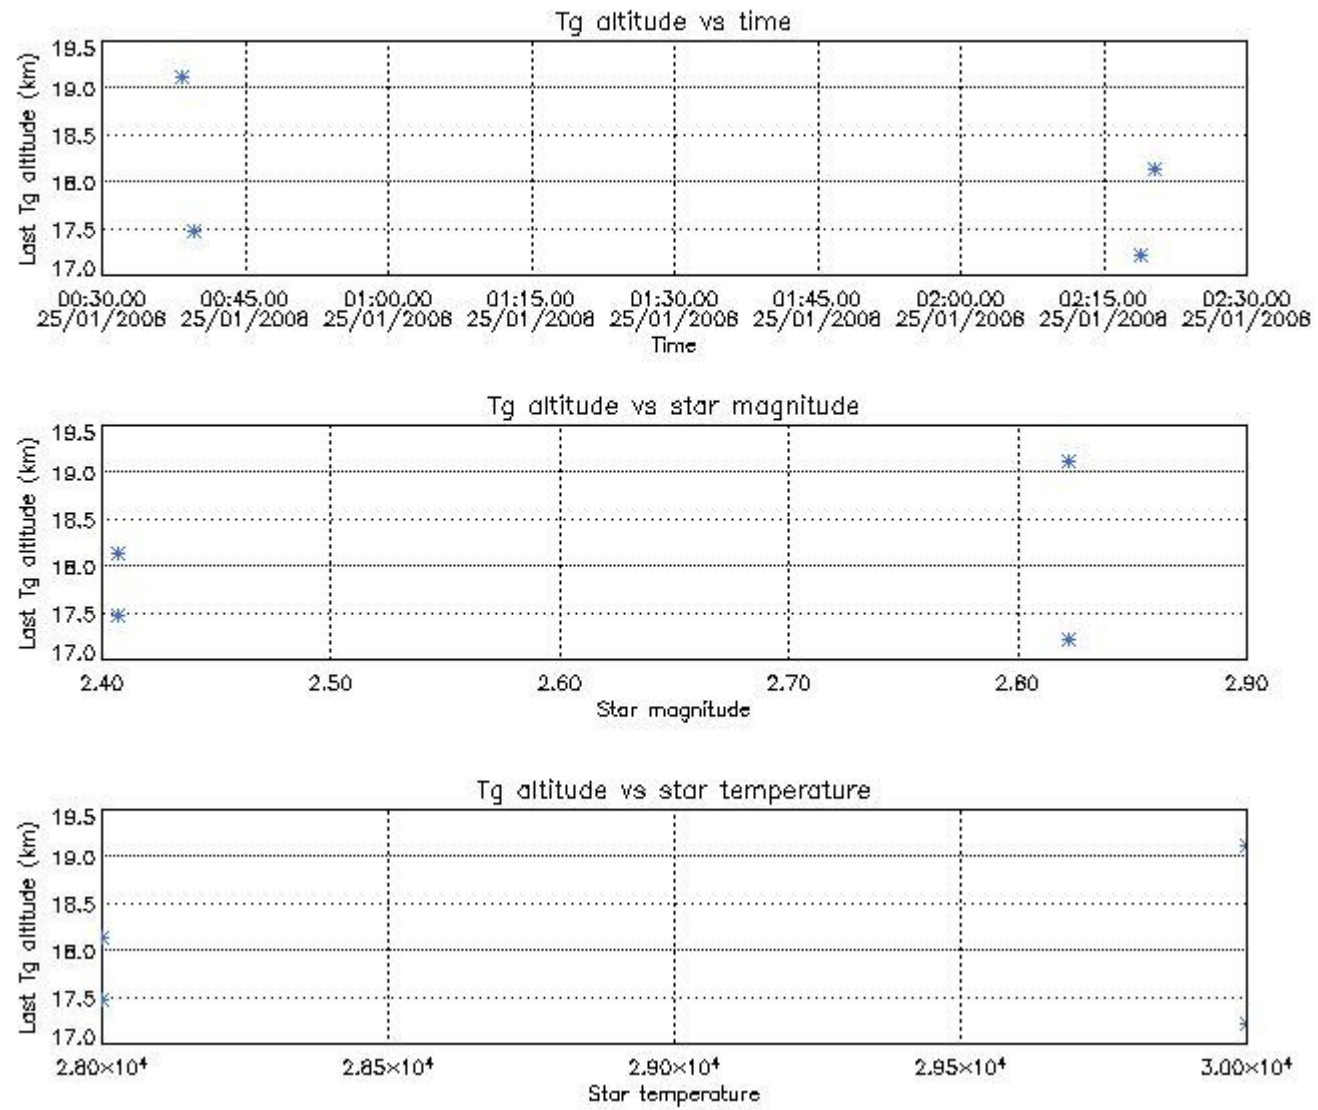 Tg altitude vs time
Last Tg altitude (km)
19.5
19.0
18.5
18.0
17.5
17.0
00:30.00 00:45.00 01:00.00 01:15.00 01:30.00 01:45.00 02:00.00 02:15.00 02:30.00
25/01/2008 25/01/2008 25/01/2008 25/01/2008 25/01/2008 25/01/2008 25/01/2008 25/01/2008 25/01/2008
Time
Tg altitude vs star magnitude
Last Tg altitude (km)
19.5
19.0
18.5
18.0
17.5
17.0
2.40 2.50 2.60 2.70 2.80 2.90
Star magnitude
Tg altitude vs star temperature
Last Tg altitude (km)
19.5
19.0
18.5
18.0
17.5
17.0
2.80×10⁴ 2.85×10⁴ 2.90×10⁴ 2.95×10⁴ 3.00×10⁴
Star temperature